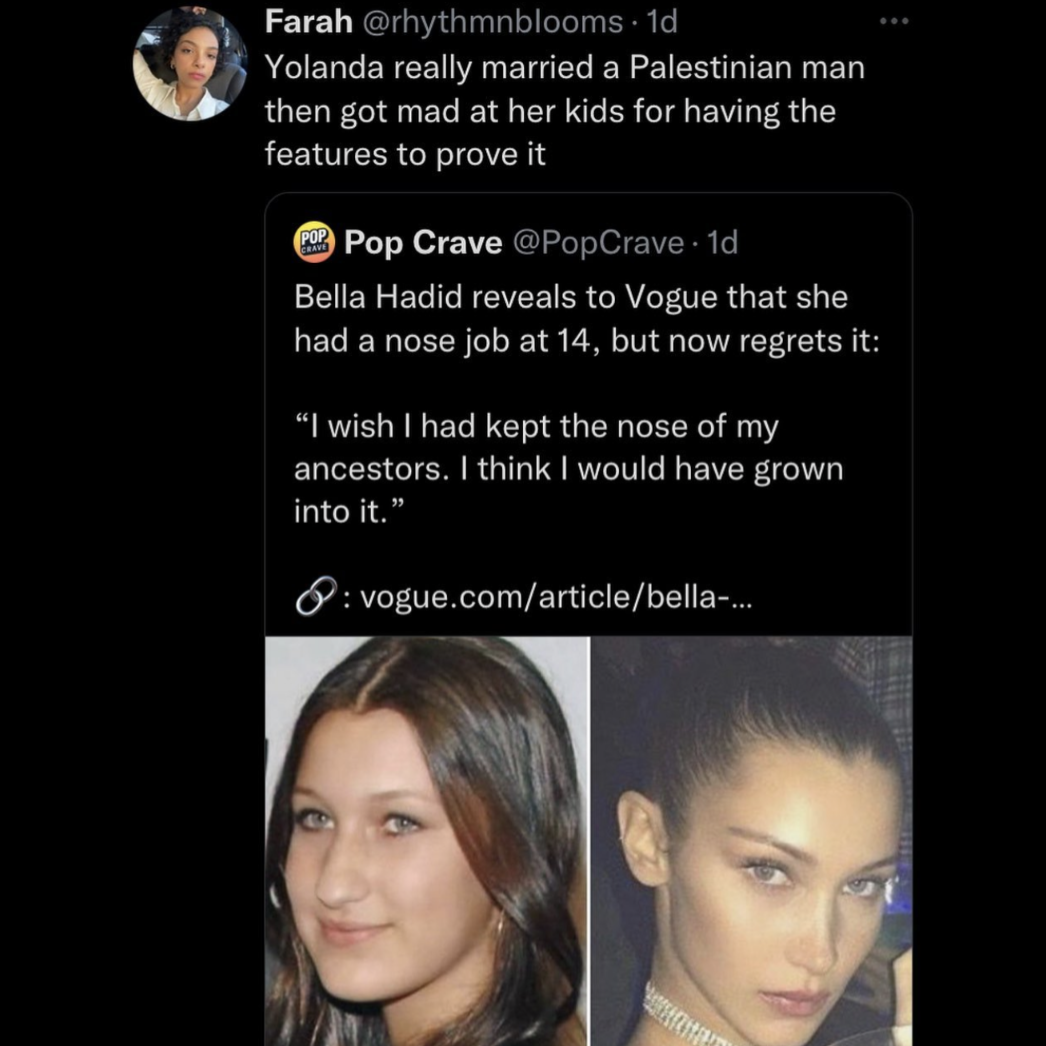 Farah @rhythmnblooms · 1d
Yolanda really married a Palestinian man
then got mad at her kids for having the
features to prove it
POP CRAVE
Pop Crave @PopCrave · 1d
Bella Hadid reveals to Vogue that she
had a nose job at 14, but now regrets it:
“I wish I had kept the nose of my
ancestors. I think I would have grown
into it.”
🔗: vogue.com/article/bella-...